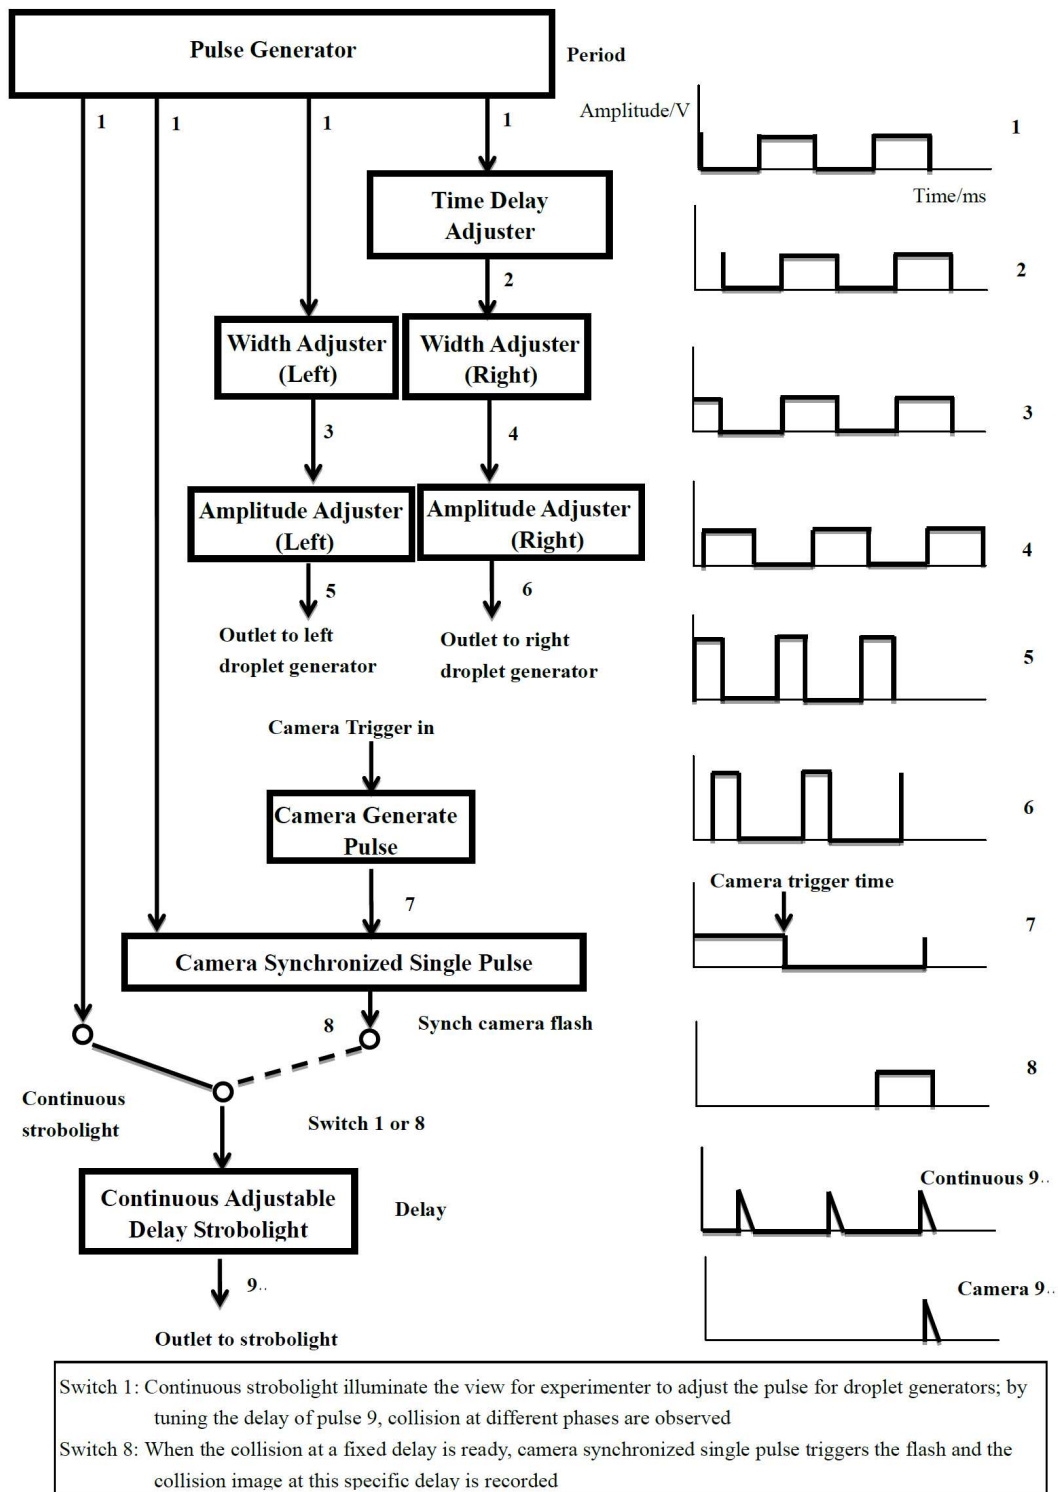 Pulse Generator
Period
1
1
1
1
Amplitude/V
1
Time/ms
Time Delay
Adjuster
2
2
Width Adjuster
(Left)
Width Adjuster
(Right)
3
4
3
Amplitude Adjuster
(Left)
Amplitude Adjuster
(Right)
4
5
6
Outlet to left
droplet generator
Outlet to right
droplet generator
5
Camera Trigger in
Camera Generate
Pulse
6
7
Camera trigger time
7
Camera Synchronized Single Pulse
8
Synch camera flash
8
Continuous
strobolight
Switch 1 or 8
Continuous Adjustable
Delay Strobolight
Delay
Continuous 9..
9..
Camera 9..
Outlet to strobolight
Switch 1: Continuous strobolight illuminate the view for experimenter to adjust the pulse for droplet generators; by
tuning the delay of pulse 9, collision at different phases are observed
Switch 8: When the collision at a fixed delay is ready, camera synchronized single pulse triggers the flash and the
collision image at this specific delay is recorded